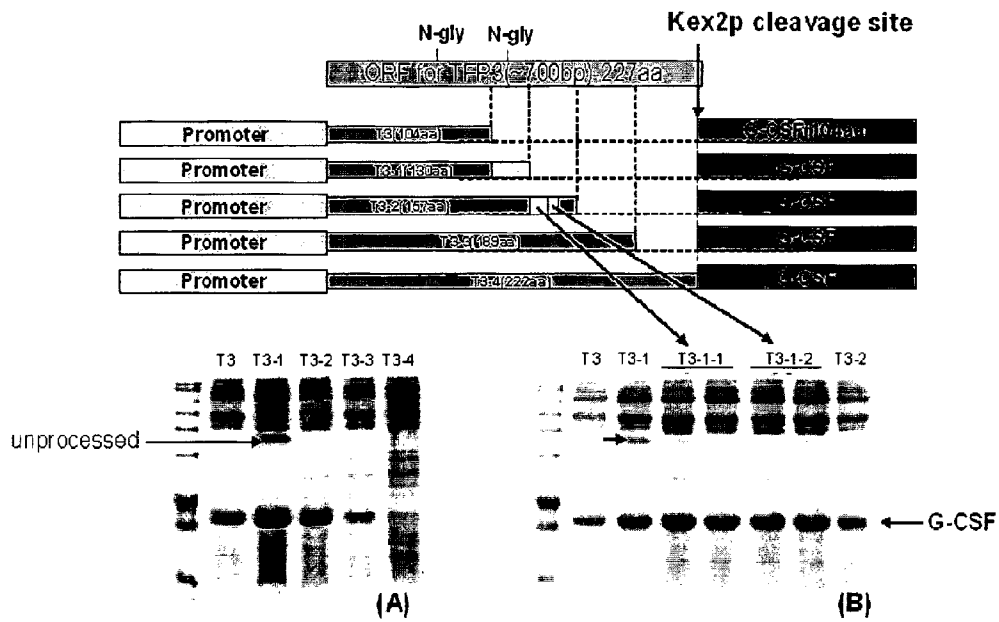 Kex2p cleavage site
N-gly N-gly
ORF for TFP3 (~700bp) 227aa
Promoter T3 (104aa)
Promoter T3-1(130aa) G-CSF
Promoter T3-2(157aa) G-CSF
Promoter T3-3(189aa) G-CSF
Promoter T3-4(222aa) G-CSF
T3 T3-1 T3-2 T3-3 T3-4
T3 T3-1 T3-1-1 T3-1-2 T3-2
unprocessed
G-CSF
(A)
(B)